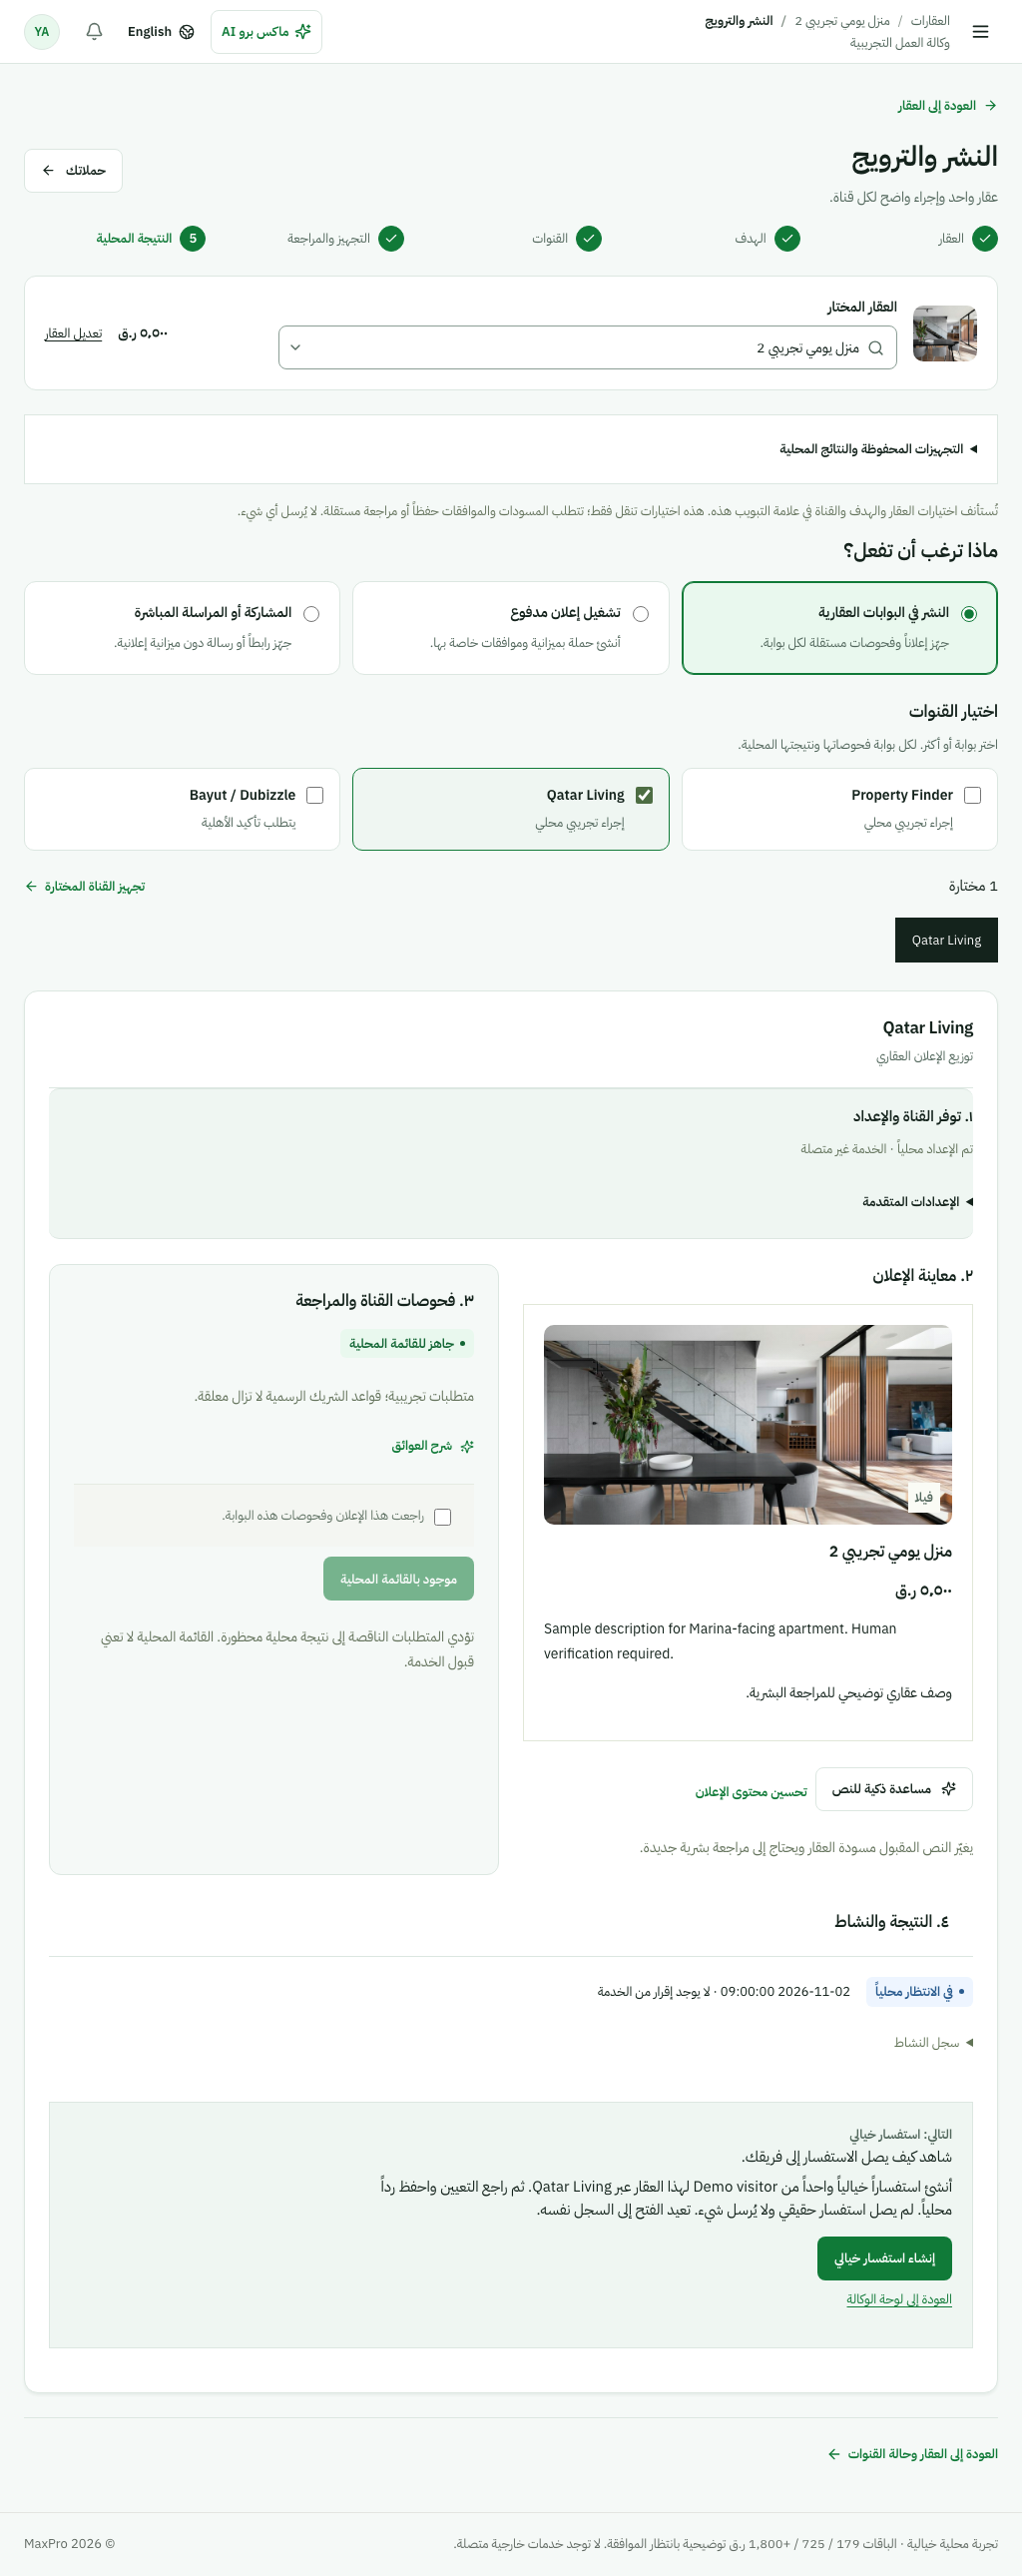 العقارات / منزل يومي تجريبي 2 / النشر والترويج
وكالة العمل التجريبية
ماكس برو AI
English
YA
العودة إلى العقار
النشر والترويج
عقار واحد وإجراء واضح لكل قناة.
حملاتك
العقار
الهدف
القنوات
التجهيز والمراجعة
5 النتيجة المحلية
العقار المختار
منزل يومي تجريبي 2
٥,٥٠٠ ر.ق
تعديل العقار
التجهيزات المحفوظة والنتائج المحلية
تُستأنف اختيارات العقار والهدف والقناة في علامة التبويب هذه. هذه اختيارات تنقل فقط؛ تتطلب المسودات والموافقات حفظاً أو مراجعة مستقلة. لا يُرسل أي شيء.
ماذا ترغب أن تفعل؟
النشر في البوابات العقارية
جهّز إعلاناً وفحوصات مستقلة لكل بوابة.
تشغيل إعلان مدفوع
أنشئ حملة بميزانية وموافقات خاصة بها.
المشاركة أو المراسلة المباشرة
جهّز رابطاً أو رسالة دون ميزانية إعلانية.
اختيار القنوات
اختر بوابة أو أكثر. لكل بوابة فحوصاتها ونتيجتها المحلية.
Property Finder
إجراء تجريبي محلي
Qatar Living
إجراء تجريبي محلي
Bayut / Dubizzle
يتطلب تأكيد الأهلية
1 مختارة
تجهيز القناة المختارة
Qatar Living
Qatar Living
توزيع الإعلان العقاري
١. توفر القناة والإعداد
تم الإعداد محلياً · الخدمة غير متصلة
الإعدادات المتقدمة
٢. معاينة الإعلان
فيلا
منزل يومي تجريبي 2
٥,٥٠٠ ر.ق
Sample description for Marina-facing apartment. Human
verification required.
وصف عقاري توضيحي للمراجعة البشرية.
مساعدة ذكية للنص
تحسين محتوى الإعلان
يغيّر النص المقبول مسودة العقار ويحتاج إلى مراجعة بشرية جديدة.
٣. فحوصات القناة والمراجعة
جاهز للقائمة المحلية
متطلبات تجريبية؛ قواعد الشريك الرسمية لا تزال معلقة.
شرح العوائق
راجعت هذا الإعلان وفحوصات هذه البوابة.
موجود بالقائمة المحلية
تؤدي المتطلبات الناقصة إلى نتيجة محلية محظورة. القائمة المحلية لا تعني
قبول الخدمة.
٤. النتيجة والنشاط
في الانتظار محلياً
2026-11-02 09:00:00 · لا يوجد إقرار من الخدمة
سجل النشاط
التالي: استفسار خيالي
شاهد كيف يصل الاستفسار إلى فريقك.
أنشئ استفساراً خيالياً واحداً من Demo visitor لهذا العقار عبر Qatar Living. ثم راجع التعيين واحفظ رداً
محلياً. لم يصل استفسار حقيقي ولا يُرسل شيء. تعيد الفتح إلى السجل نفسه.
إنشاء استفسار خيالي
العودة إلى لوحة الوكالة
العودة إلى العقار وحالة القنوات
تجربة محلية خيالية · الباقات 179 / 725 / +1,800 ر.ق توضيحية بانتظار الموافقة. لا توجد خدمات خارجية متصلة.
© 2026 MaxPro